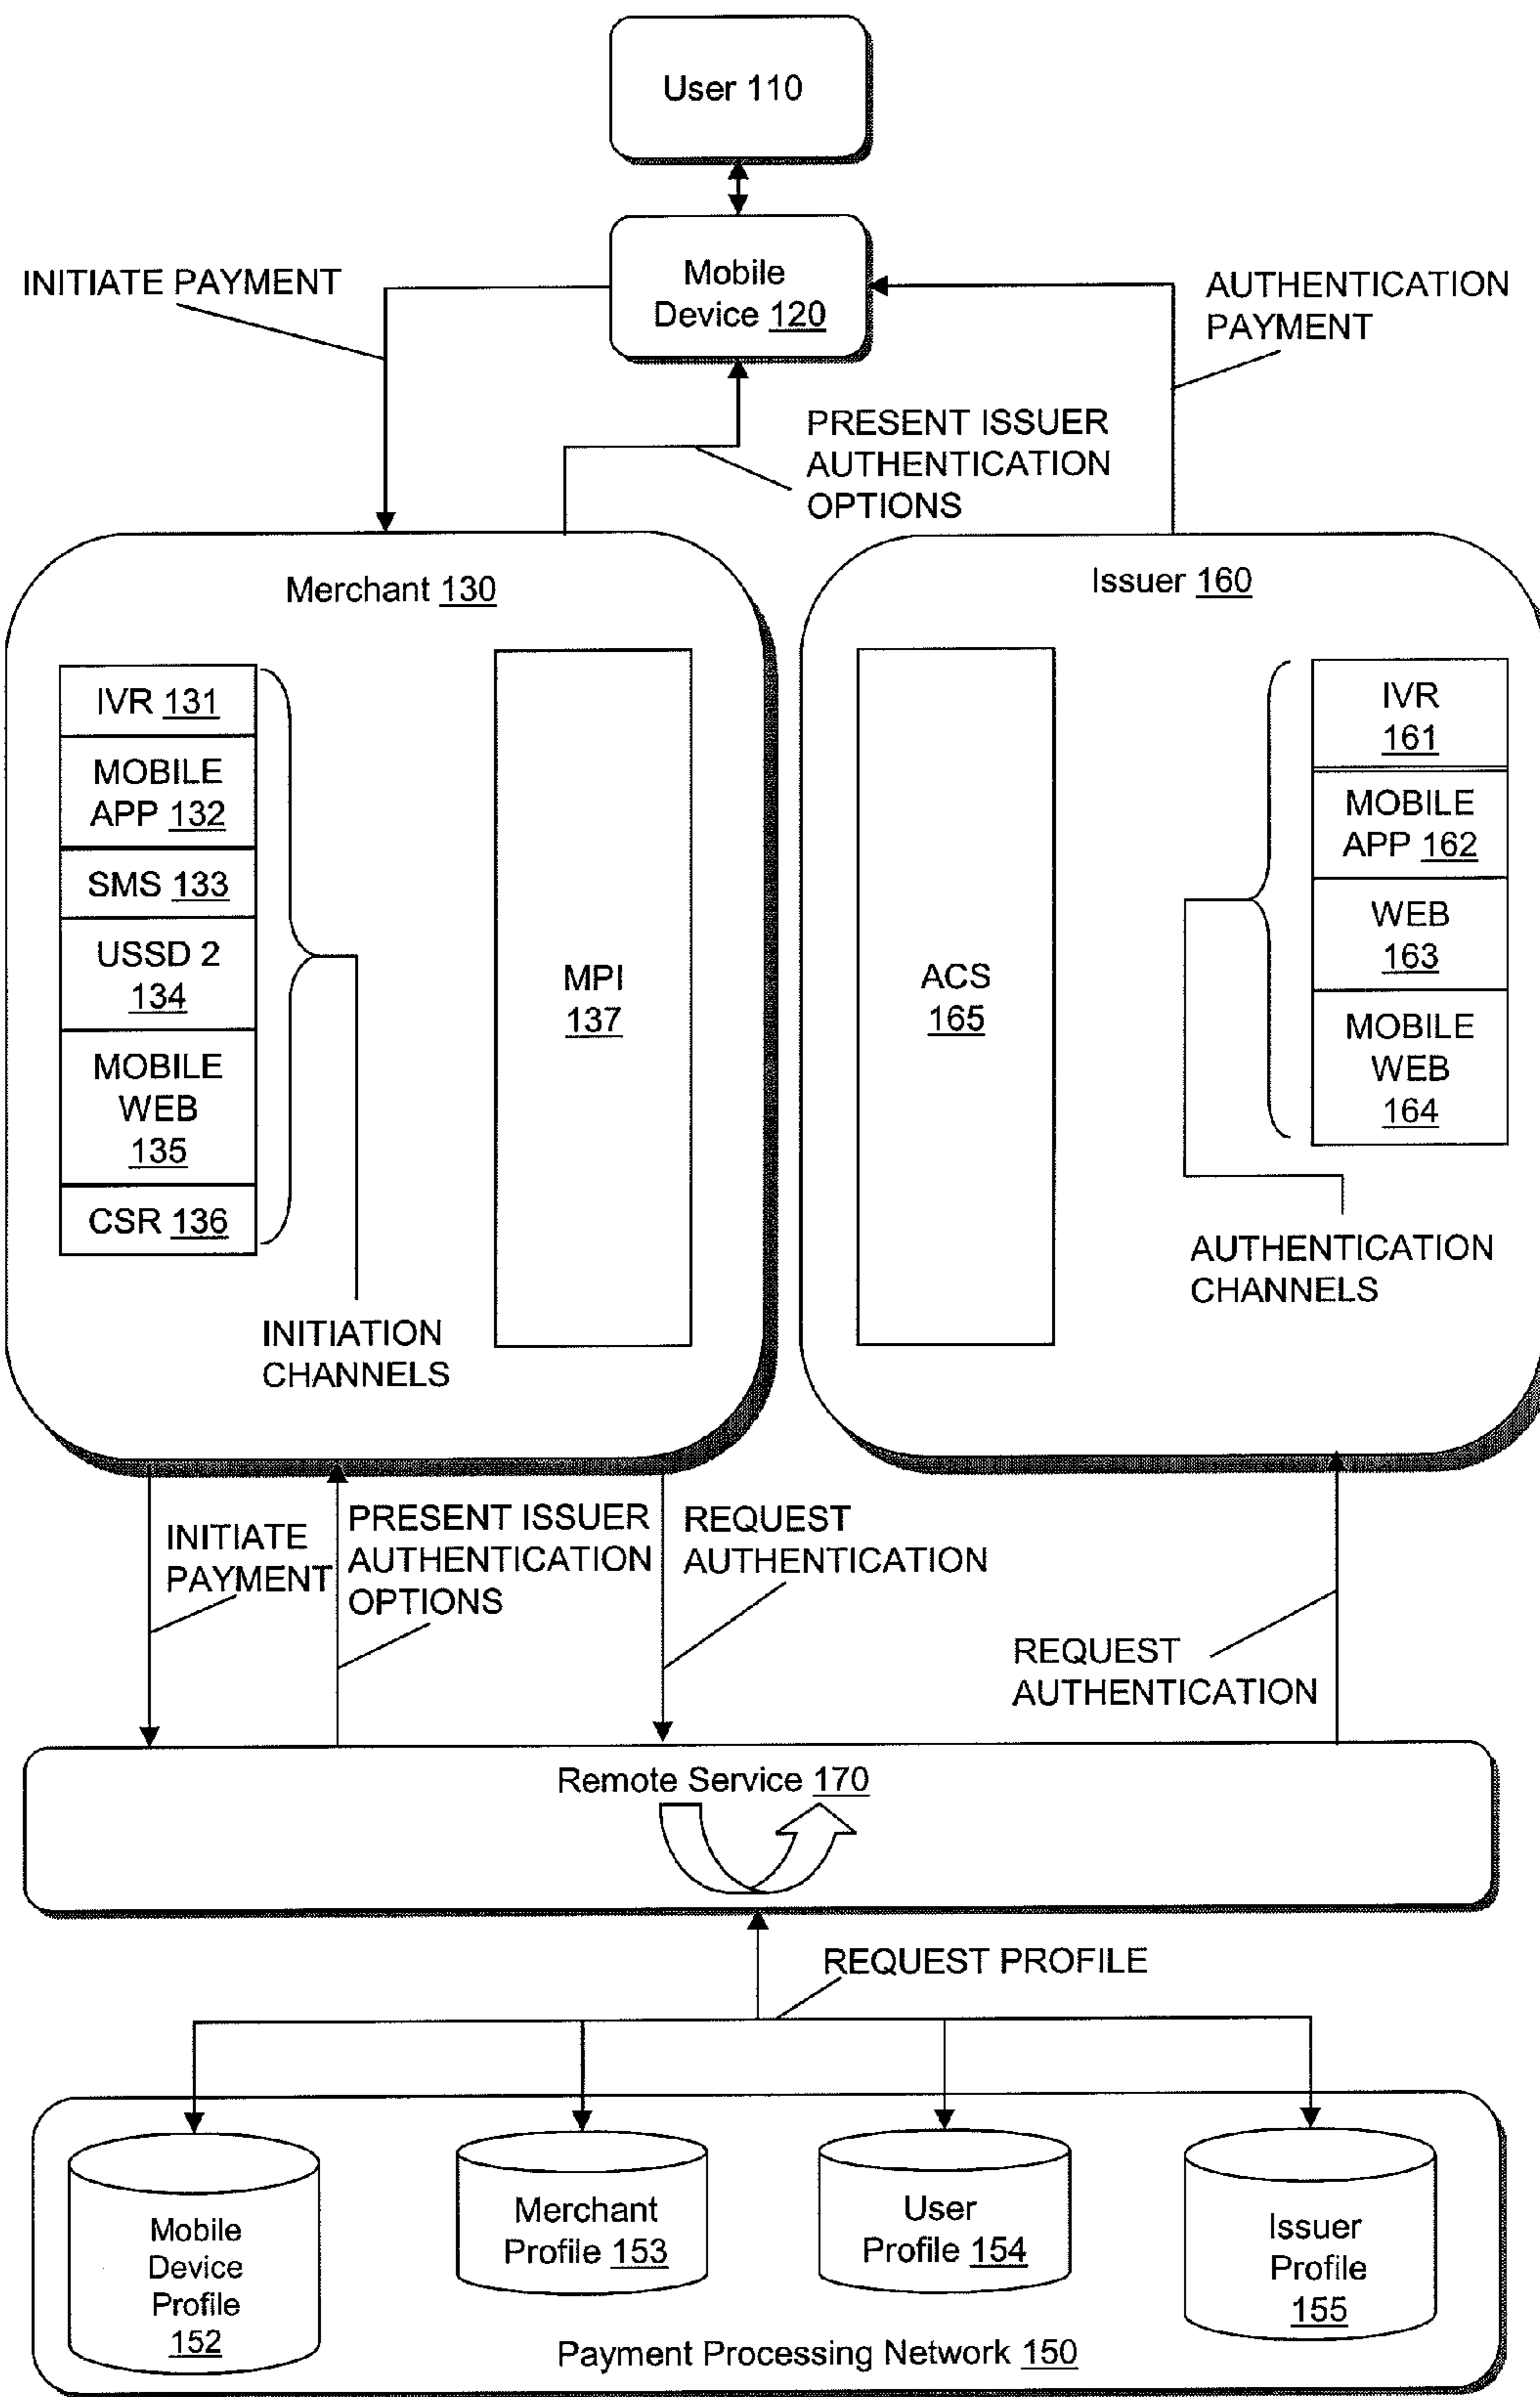 User 110
INITIATE PAYMENT
Mobile
Device 120
AUTHENTICATION
PAYMENT
PRESENT ISSUER
AUTHENTICATION
OPTIONS
Merchant 130
IVR 131
MOBILE
APP 132
SMS 133
USSD 2
134
MOBILE
WEB
135
CSR 136
INITIATION
CHANNELS
MPI
137
Issuer 160
ACS
165
IVR
161
MOBILE
APP 162
WEB
163
MOBILE
WEB
164
AUTHENTICATION
CHANNELS
INITIATE
PAYMENT
PRESENT ISSUER
AUTHENTICATION
OPTIONS
REQUEST
AUTHENTICATION
REQUEST
AUTHENTICATION
Remote Service 170
REQUEST PROFILE
Mobile
Device
Profile
152
Merchant
Profile 153
User
Profile 154
Issuer
Profile
155
Payment Processing Network 150